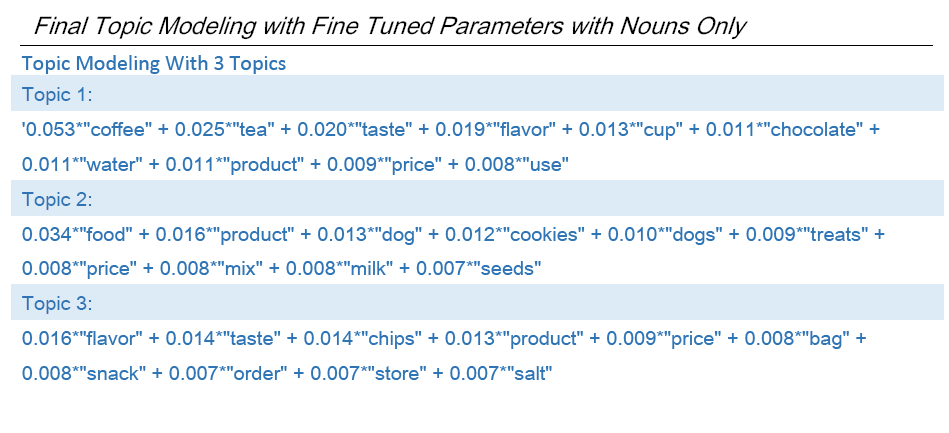 Final Topic Modeling with Fine Tuned Parameters with Nouns Only
Topic Modeling With 3 Topics
Topic 1:
'0.053*"coffee" + 0.025*"tea" + 0.020*"taste" + 0.019*"flavor" + 0.013*"cup" + 0.011*"chocolate" +
0.011*"water" + 0.011*"product" + 0.009*"price" + 0.008*"use"
Topic 2:
0.034*"food" + 0.016*"product" + 0.013*"dog" + 0.012*"cookies" + 0.010*"dogs" + 0.009*"treats" +
0.008*"price" + 0.008*"mix" + 0.008*"milk" + 0.007*"seeds"
Topic 3:
0.016*"flavor" + 0.014*"taste" + 0.014*"chips" + 0.013*"product" + 0.009*"price" + 0.008*"bag" +
0.008*"snack" + 0.007*"order" + 0.007*"store" + 0.007*"salt"